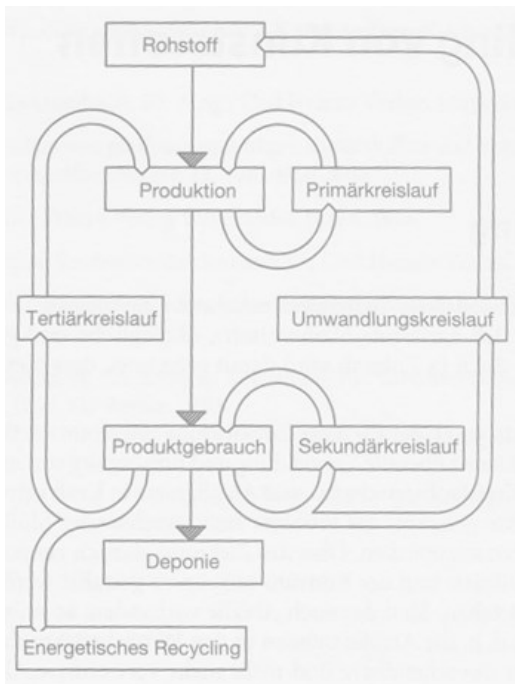 Rohstoff
Produktion
Primärkreislauf
Tertiärkreislauf
Umwandlungskreislauf
Produktgebrauch
Sekundärkreislauf
Deponie
Energetisches Recycling